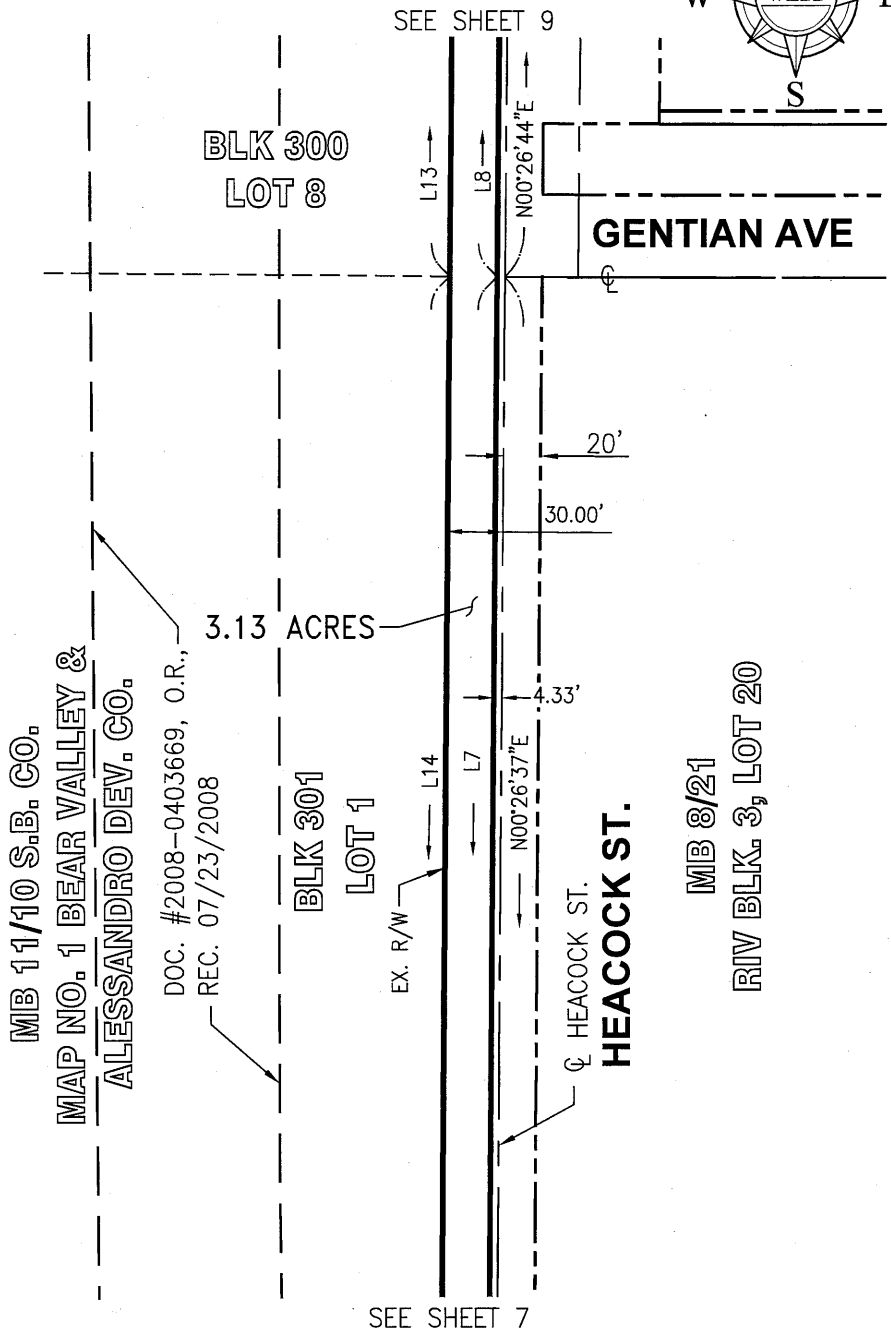 SEE SHEET 9
W
S
BLK 300
LOT 8
L13
L8
N00°26'44"E
GENTIAN AVE
℄
20'
30.00'
3.13 ACRES
4.33'
MB 11/10 S.B. CO.
MAP NO. 1 BEAR VALLEY &
ALESSANDRO DEV. CO.
DOC. #2008-0403669, O.R.,
REC. 07/23/2008
BLK 301
LOT 1
EX. R/W
L14
L7
N00°26'37"E
℄ HEACOCK ST.
HEACOCK ST.
MB 8/21
RIV BLK. 3, LOT 20
SEE SHEET 7